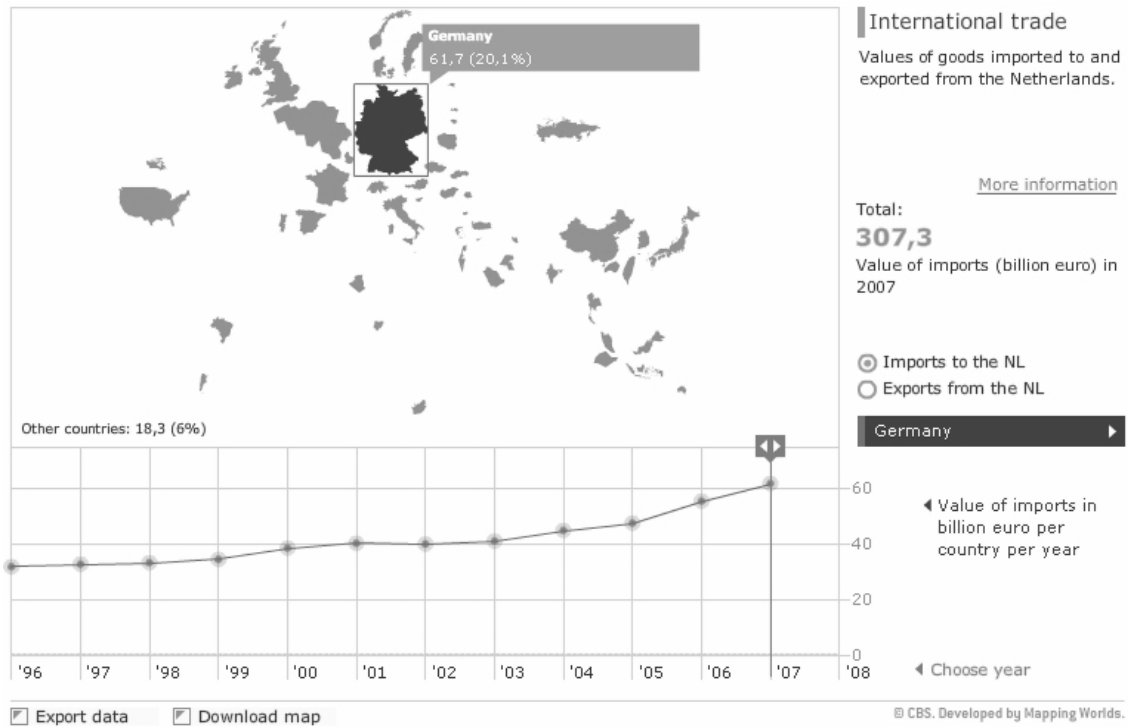 Germany
61,7 (20,1%)
Other countries: 18,3 (6%)
International trade
Values of goods imported to and
exported from the Netherlands.
More information
Total:
307,3
Value of imports (billion euro) in
2007
Imports to the NL
Exports from the NL
Germany
60
40
20
0
Value of imports in
billion euro per
country per year
'96 '97 '98 '99 '00 '01 '02 '03 '04 '05 '06 '07 '08
Choose year
Export data
Download map
© CBS. Developed by Mapping Worlds.